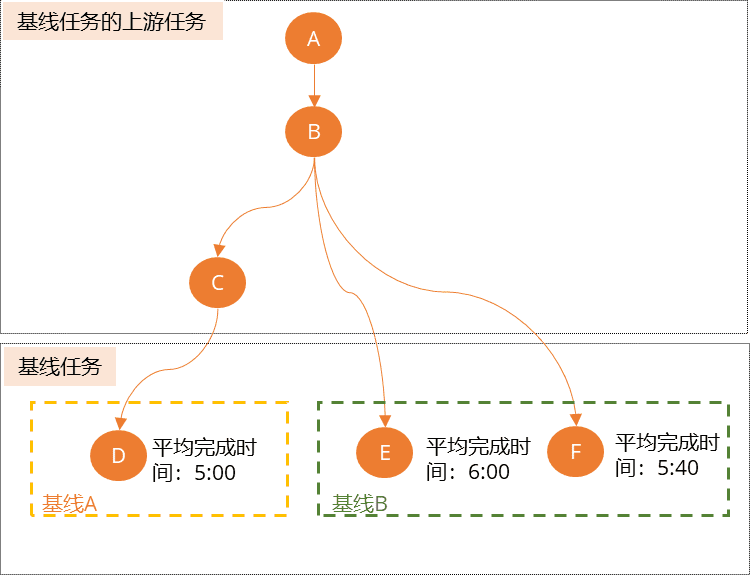 基线任务的上游任务
A
B
C
基线任务
D
平均完成时
间：5:00
基线A
E
平均完成时
间：6:00
F
平均完成时
间：5:40
基线B